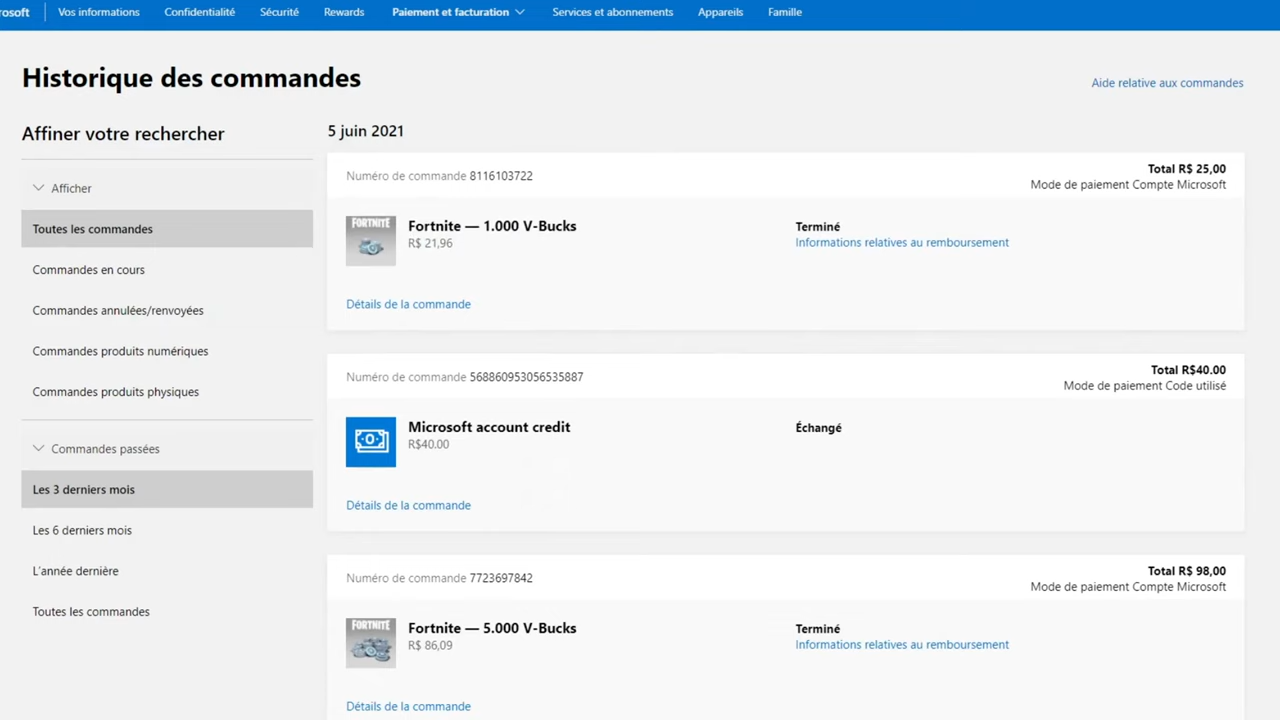 rosoft
Vos informations
Confidentialité
Sécurité
Rewards
Paiement et facturation
Services et abonnements
Appareils
Famille
Historique des commandes
Aide relative aux commandes
Affiner votre rechercher
Afficher
Toutes les commandes
Commandes en cours
Commandes annulées/renvoyées
Commandes produits numériques
Commandes produits physiques
Commandes passées
Les 3 derniers mois
Les 6 derniers mois
L'année dernière
Toutes les commandes
5 juin 2021
Numéro de commande 8116103722
Total R$ 25,00
Mode de paiement Compte Microsoft
FORTNITE
Fortnite — 1.000 V-Bucks
R$ 21,96
Terminé
Informations relatives au remboursement
Détails de la commande
Numéro de commande 568860953056535887
Total R$40.00
Mode de paiement Code utilisé
Microsoft account credit
R$40.00
Échangé
Détails de la commande
Numéro de commande 7723697842
Total R$ 98,00
Mode de paiement Compte Microsoft
FORTNITE
Fortnite — 5.000 V-Bucks
R$ 86,09
Terminé
Informations relatives au remboursement
Détails de la commande